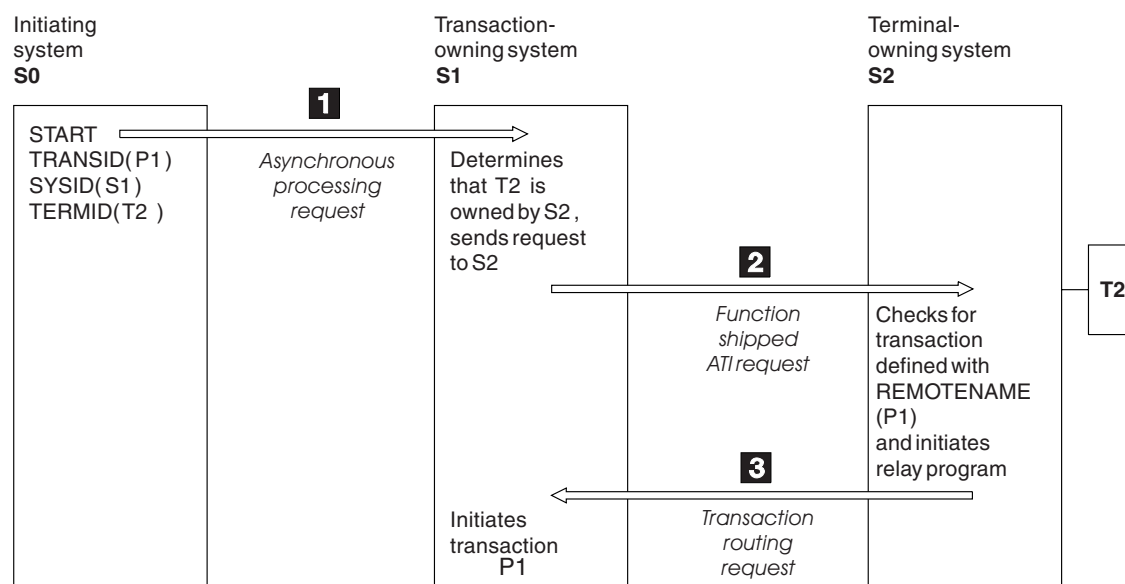 Initiating
system
S0
Transaction-
owning system
S1
Terminal-
owning system
S2
1
START
TRANSID(P1)
SYSID(S1)
TERMID(T2 )
Asynchronous
processing
request
Determines
that T2 is
owned by S2 ,
sends request
to S2
2
Function
shipped
ATI request
T2
Checks for
transaction
defined with
REMOTENAME
(P1)
and initiates
relay program
3
Transaction
routing
request
Initiates
transaction
P1